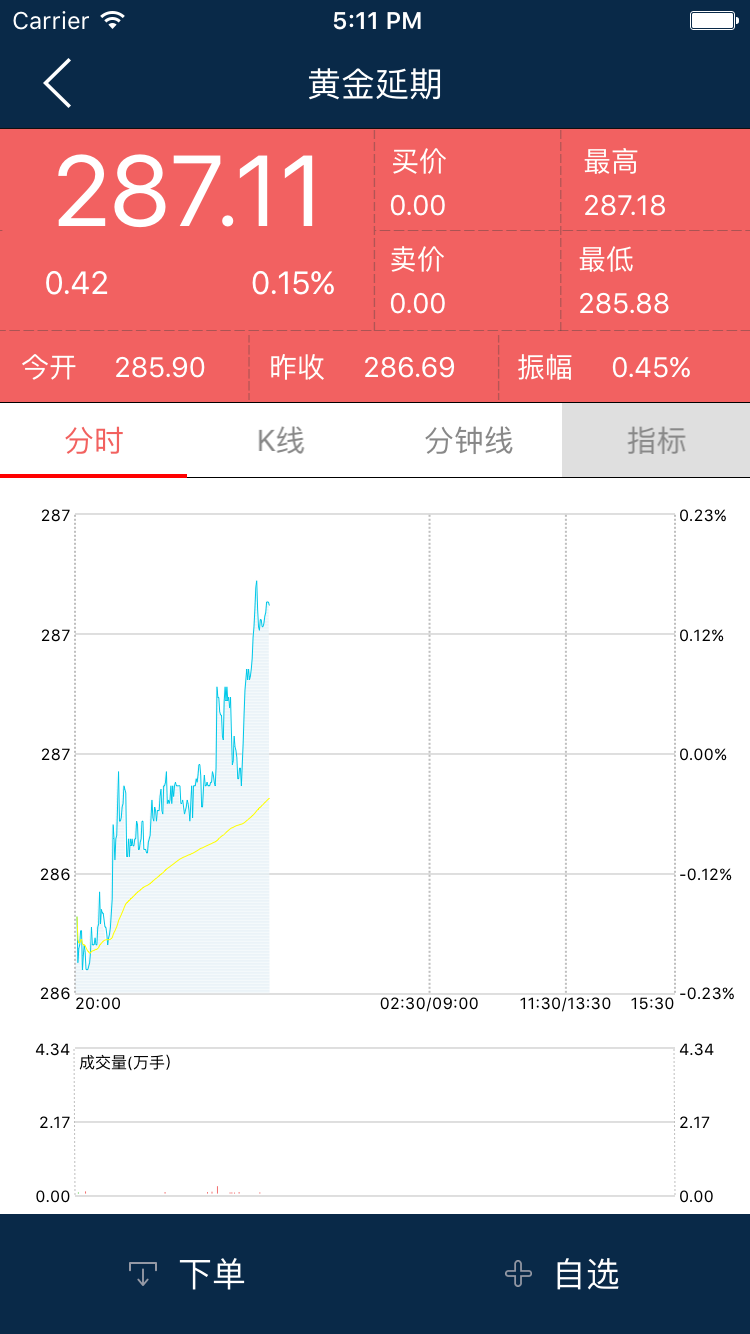 Carrier 5:11 PM
黄金延期
287.11
0.42 0.15%
买价
0.00
最高
287.18
卖价
0.00
最低
285.88
今开 285.90 昨收 286.69 振幅 0.45%
分时 K线 分钟线 指标
287 0.23%
287 0.12%
287 0.00%
286 -0.12%
286 -0.23%
20:00 02:30/09:00 11:30/13:30 15:30
4.34 4.34
成交量(万手)
2.17 2.17
0.00 0.00
下单 自选